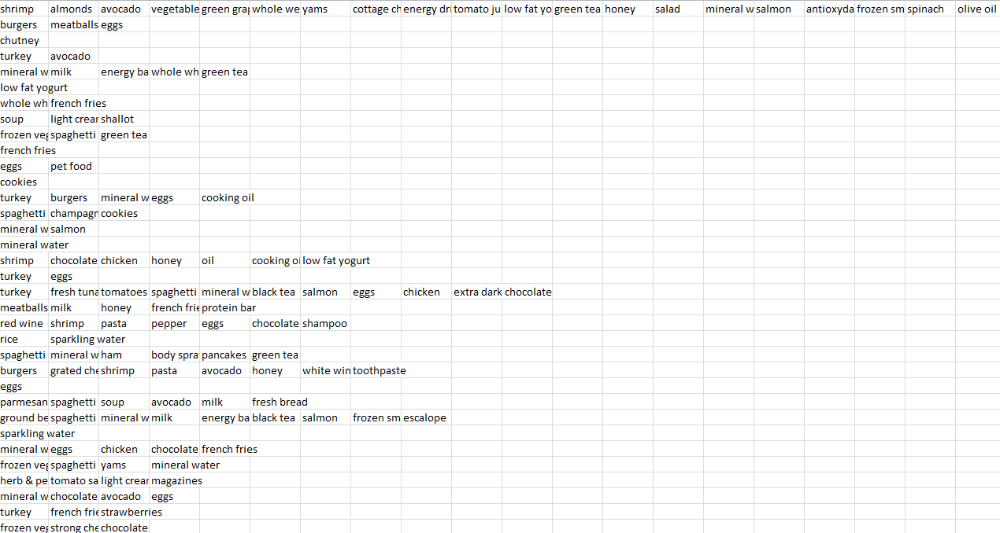 shrimp almonds avocado vegetable green grap whole we yams cottage ch energy dri tomato ju low fat yo green tea honey salad mineral w salmon antioxyda frozen sm spinach olive oil
burgers meatballs eggs
chutney
turkey avocado
mineral w milk energy ba whole wh green tea
low fat yogurt
whole wh french fries
soup light crear shallot
frozen veg spaghetti green tea
french fries
eggs pet food
cookies
turkey burgers mineral w eggs cooking oil
spaghetti champagn cookies
mineral w salmon
mineral water
shrimp chocolate chicken honey oil cooking oi low fat yogurt
turkey eggs
turkey fresh tuna tomatoes spaghetti mineral w black tea salmon eggs chicken extra dark chocolate
meatballs milk honey french frie protein bar
red wine shrimp pasta pepper eggs chocolate shampoo
rice sparkling water
spaghetti mineral w ham body spra pancakes green tea
burgers grated che shrimp pasta avocado honey white win toothpaste
eggs
parmesan spaghetti soup avocado milk fresh bread
ground be spaghetti mineral w milk energy ba black tea salmon frozen sm escalope
sparkling water
mineral w eggs chicken chocolate french fries
frozen veg spaghetti yams mineral water
herb & pe tomato sa light crear magazines
mineral w chocolate avocado eggs
turkey french frie strawberries
frozen veg strong che chocolate